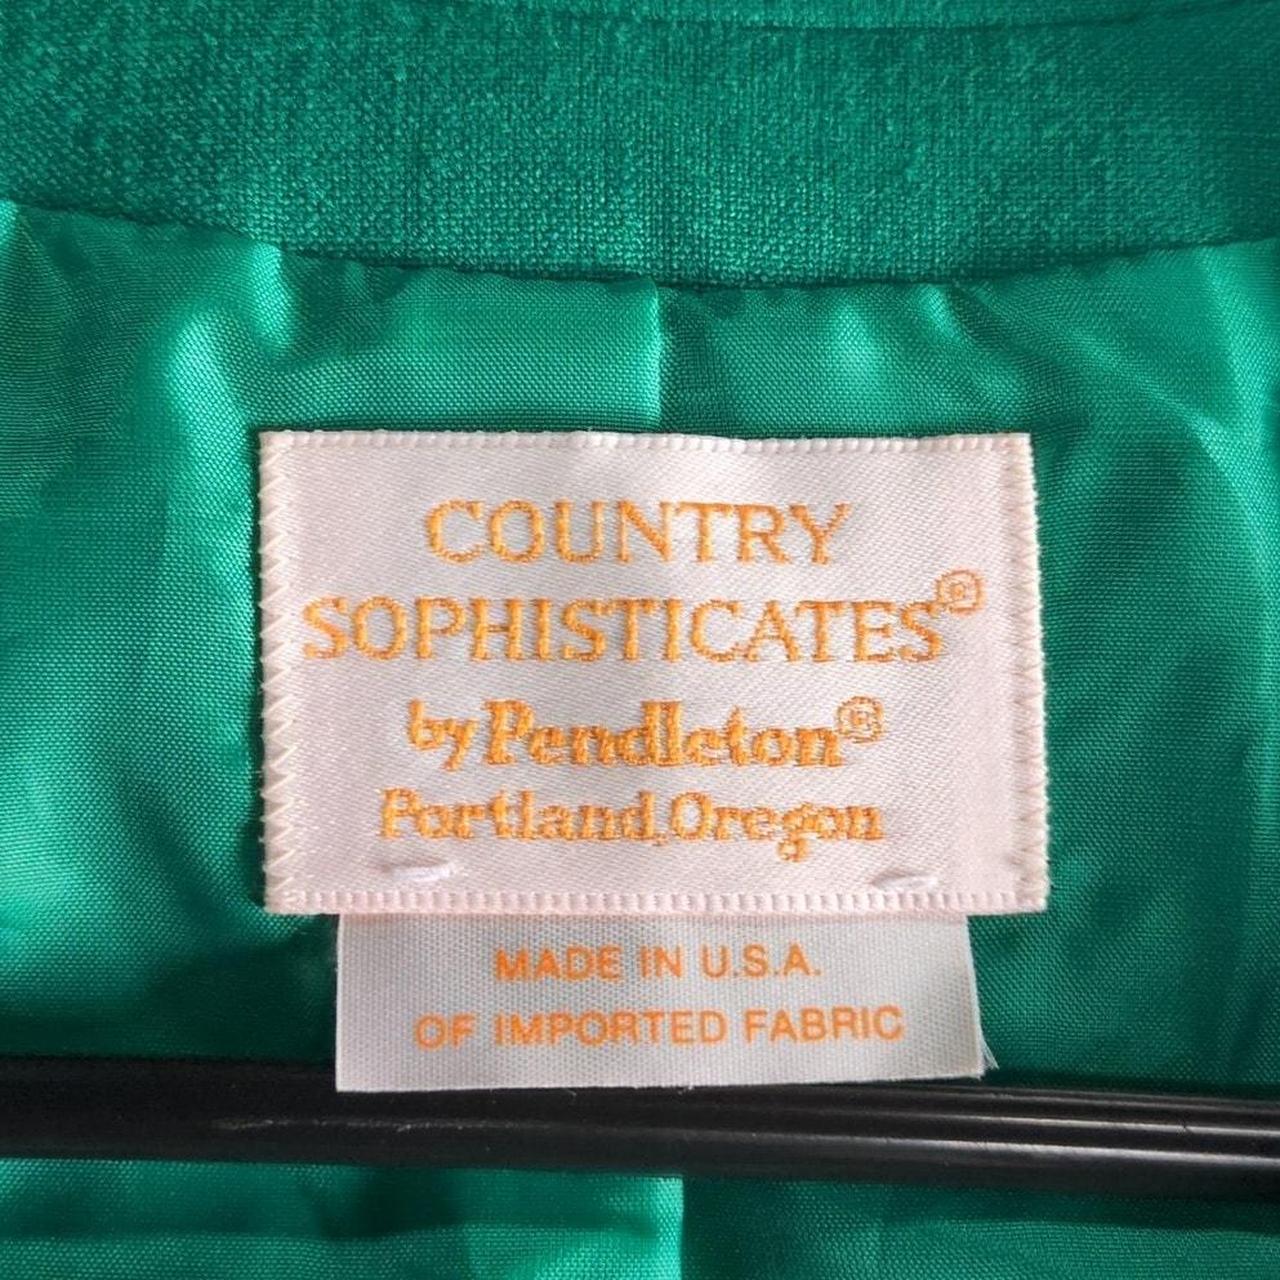 COUNTRY
SOPHISTICATES®
by Pendleton®
Portland, Oregon
MADE IN U.S.A.
OF IMPORTED FABRIC